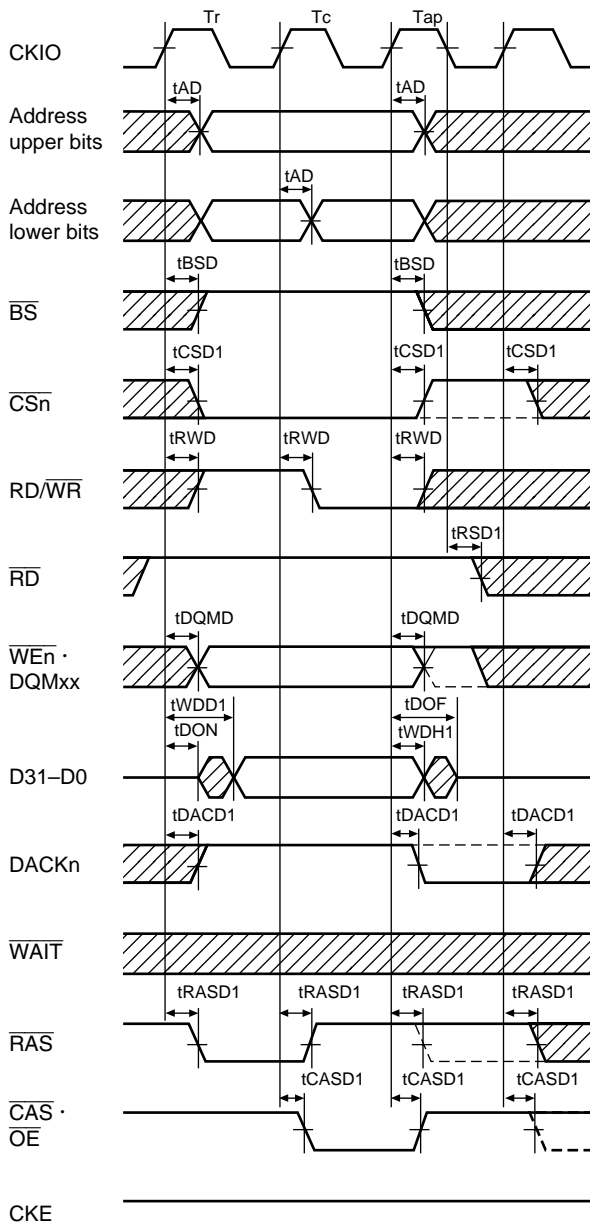 Tr Tc Tap
CKIO
tAD tAD
Address
upper bits
tAD
Address
lower bits
tBSD tBSD
BS
tCSD1 tCSD1 tCSD1
CSn
tRWD tRWD tRWD
RD/WR
tRSD1
RD
tDQMD tDQMD
WEn ·
DQMxx
tWDD1 tDOF
tDON tWDH1
D31–D0
tDACD1 tDACD1 tDACD1
DACKn
WAIT
tRASD1 tRASD1 tRASD1 tRASD1
RAS
tCASD1 tCASD1 tCASD1
CAS ·
OE
CKE